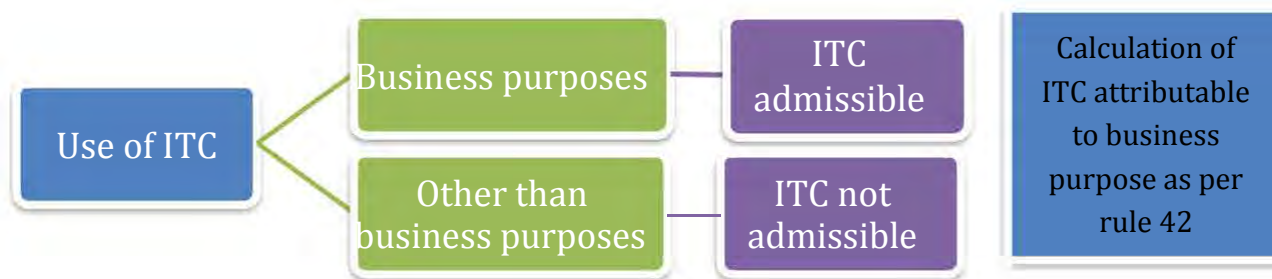 Use of ITC
Business purposes
ITC
admissible
Other than
business purposes
ITC not
admissible
Calculation of
ITC attributable
to business
purpose as per
rule 42